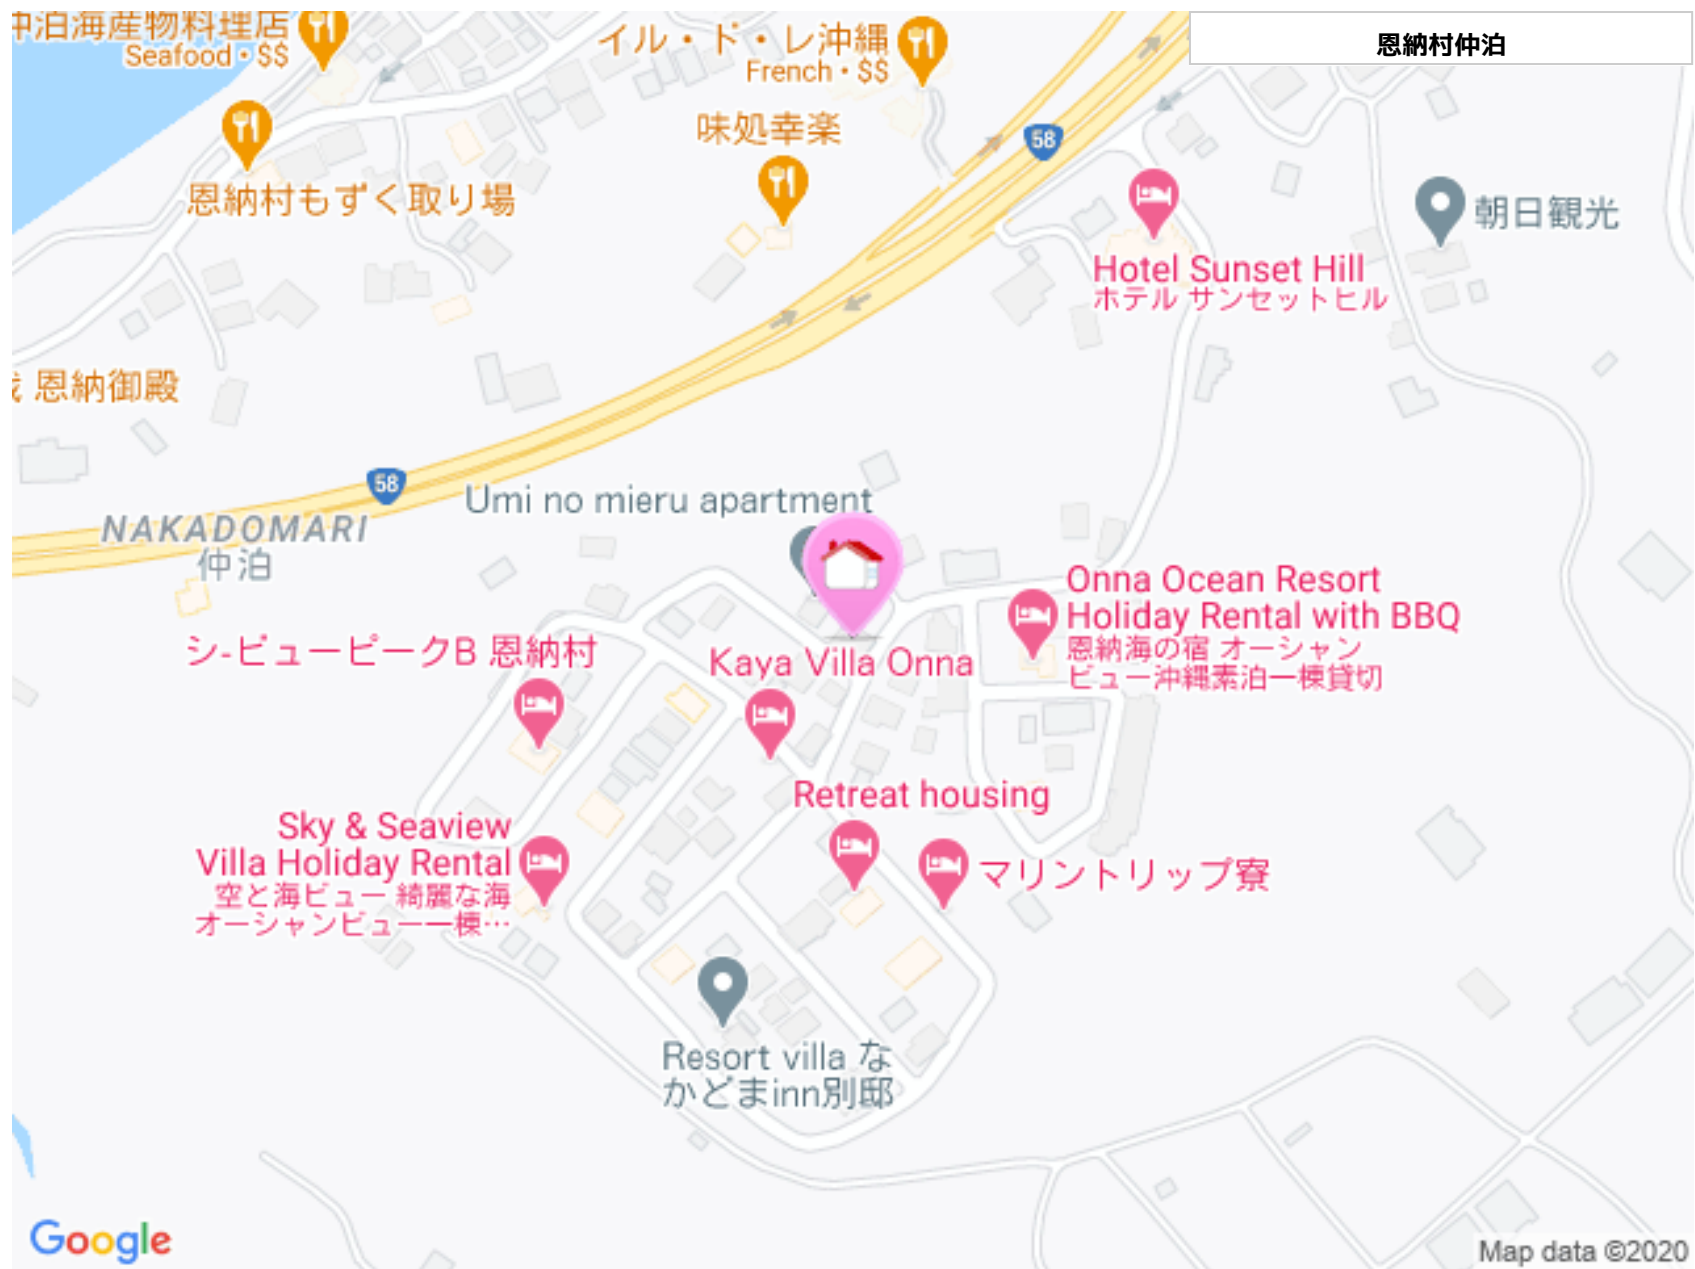 仲泊海産物料理店
Seafood · $$
イル・ド・レ沖縄
French · $$
恩納村仲泊
味処幸楽
58
恩納村もずく取り場
朝日観光
Hotel Sunset Hill
ホテル サンセットヒル
恩納御殿
58
Umi no mieru apartment
NAKADOMARI
仲泊
Onna Ocean Resort
Holiday Rental with BBQ
恩納海の宿 オーシャン
ビュー沖縄素泊一棟貸切
シ-ビューピークB 恩納村
Kaya Villa Onna
Retreat housing
Sky & Seaview
Villa Holiday Rental
空と海ビュー 綺麗な海
オーシャンビュー一棟…
マリントリップ寮
Resort villa な
かどまinn別邸
Google
Map data ©2020